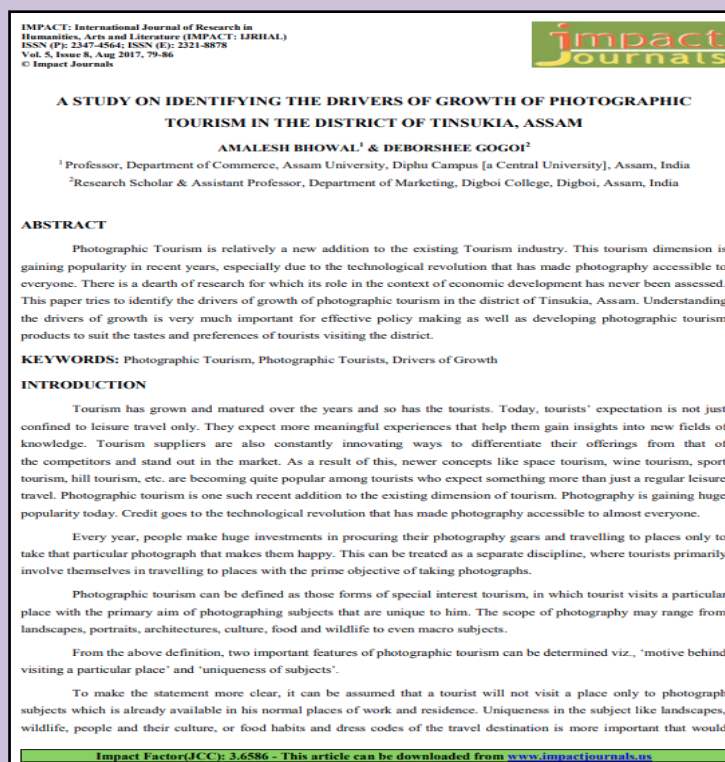 IMPACT: International Journal of Research in
Humanities, Arts and Literature (IMPACT: IJRHAL)
ISSN (P): 2347-4564; ISSN (E): 2321-8878
Vol. 5, Issue 8, Aug 2017, 79-86
© Impact Journals
impact
Journals
A STUDY ON IDENTIFYING THE DRIVERS OF GROWTH OF PHOTOGRAPHIC
TOURISM IN THE DISTRICT OF TINSUKIA, ASSAM
AMALESH BHOWAL¹ & DEBORSHEE GOGOI²
¹ Professor, Department of Commerce, Assam University, Diphu Campus [a Central University], Assam, India
²Research Scholar & Assistant Professor, Department of Marketing, Digboi College, Digboi, Assam, India
ABSTRACT
Photographic Tourism is relatively a new addition to the existing Tourism industry. This tourism dimension is
gaining popularity in recent years, especially due to the technological revolution that has made photography accessible to
everyone. There is a dearth of research for which its role in the context of economic development has never been assessed.
This paper tries to identify the drivers of growth of photographic tourism in the district of Tinsukia, Assam. Understanding
the drivers of growth is very much important for effective policy making as well as developing photographic tourism
products to suit the tastes and preferences of tourists visiting the district.
KEYWORDS: Photographic Tourism, Photographic Tourists, Drivers of Growth
INTRODUCTION
Tourism has grown and matured over the years and so has the tourists. Today, tourists' expectation is not just
confined to leisure travel only. They expect more meaningful experiences that help them gain insights into new fields of
knowledge. Tourism suppliers are also constantly innovating ways to differentiate their offerings from that of
the competitors and stand out in the market. As a result of this, newer concepts like space tourism, wine tourism, sport
tourism, hill tourism, etc. are becoming quite popular among tourists who expect something more than just a regular leisure
travel. Photographic tourism is one such recent addition to the existing dimension of tourism. Photography is gaining huge
popularity today. Credit goes to the technological revolution that has made photography accessible to almost everyone.
Every year, people make huge investments in procuring their photography gears and travelling to places only to
take that particular photograph that makes them happy. This can be treated as a separate discipline, where tourists primarily
involve themselves in travelling to places with the prime objective of taking photographs.
Photographic tourism can be defined as those forms of special interest tourism, in which tourist visits a particular
place with the primary aim of photographing subjects that are unique to him. The scope of photography may range from
landscapes, portraits, architectures, culture, food and wildlife to even macro subjects.
From the above definition, two important features of photographic tourism can be determined viz., 'motive behind
visiting a particular place' and 'uniqueness of subjects'.
To make the statement more clear, it can be assumed that a tourist will not visit a place only to photograph
subjects which is already available in his normal places of work and residence. Uniqueness in the subject like landscapes,
wildlife, people and their culture, or food habits and dress codes of the travel destination is more important that would
Impact Factor(JCC): 3.6586 - This article can be downloaded from www.impactjournals.us